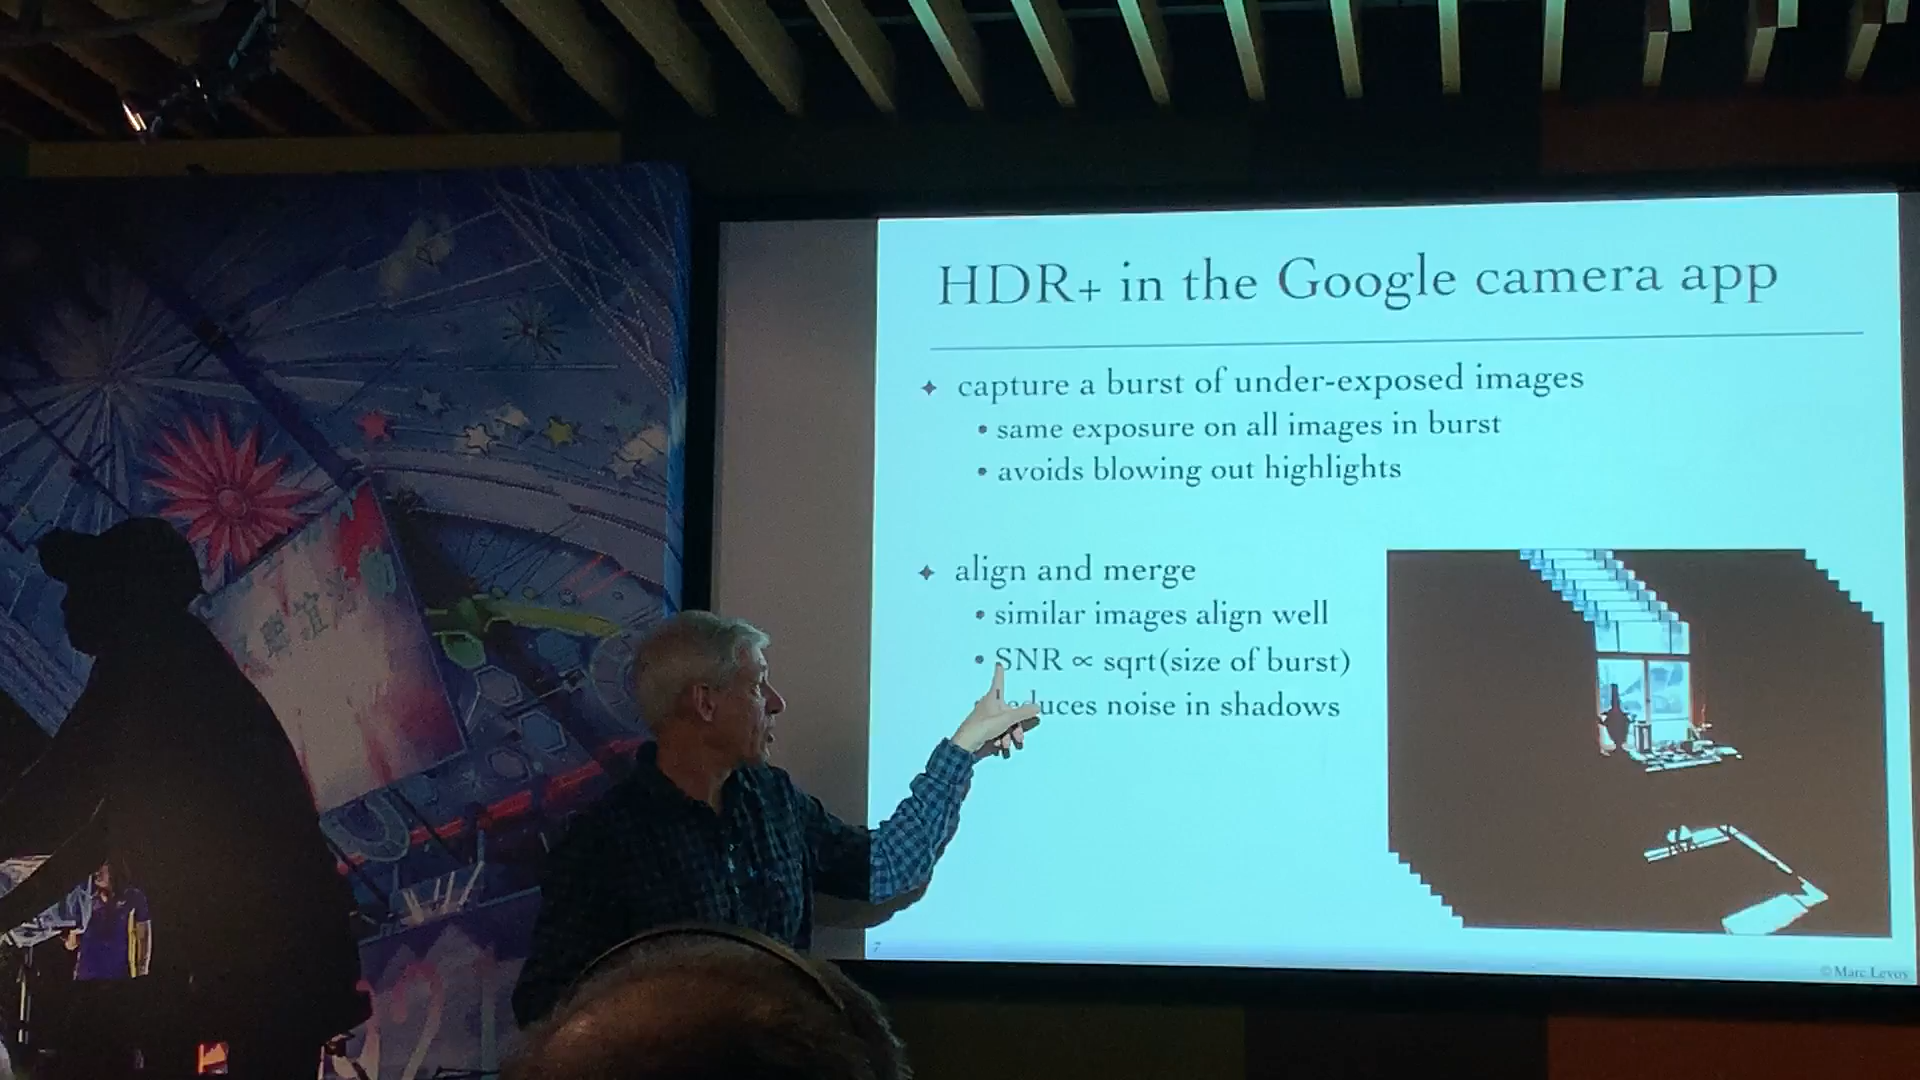 HDR+ in the Google camera app
✦ capture a burst of under-exposed images
• same exposure on all images in burst
• avoids blowing out highlights
✦ align and merge
• similar images align well
• SNR ∝ sqrt(size of burst)
noise in shadows
7
© Marc Levoy